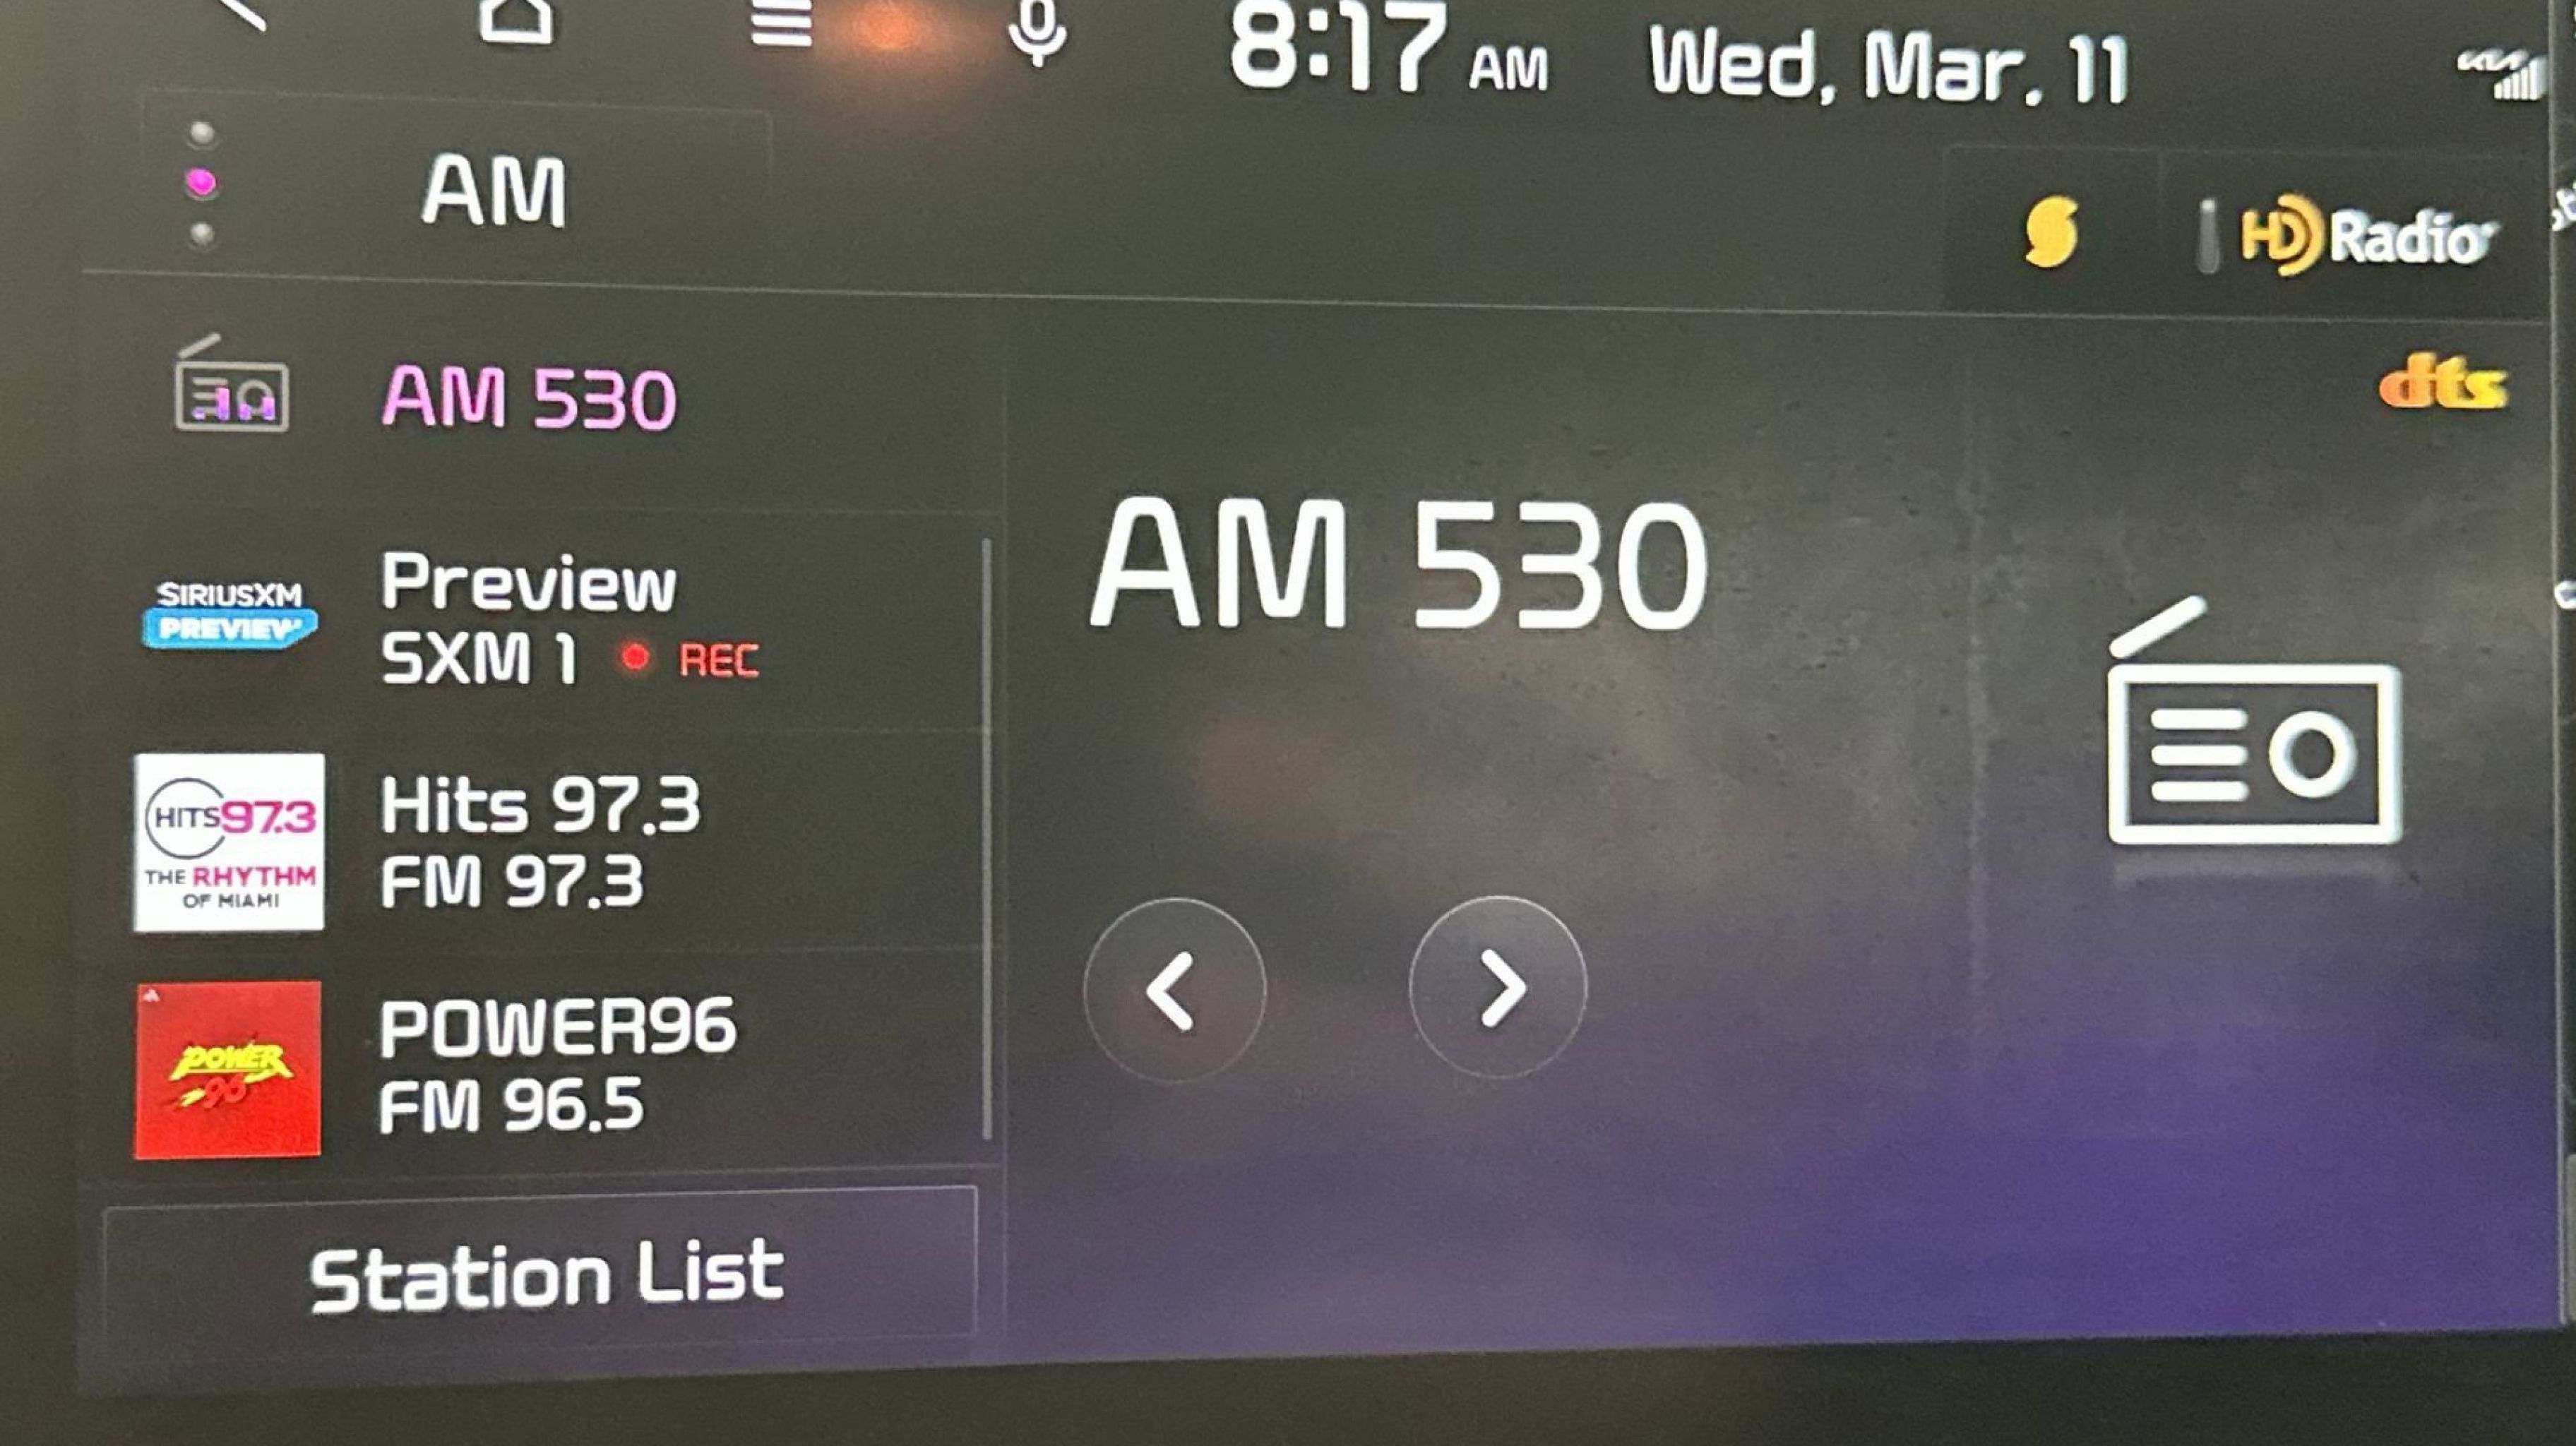 8:17 AM Wed, Mar. 11
AM
HD Radio
AM 530
dts
AM 530
SIRIUSXM
PREVIEW
Preview
SXM 1 REC
HITS 97.3
THE RHYTHM
OF MIAMI
Hits 97.3
FM 97.3
POWER
96
POWER96
FM 96.5
Station List